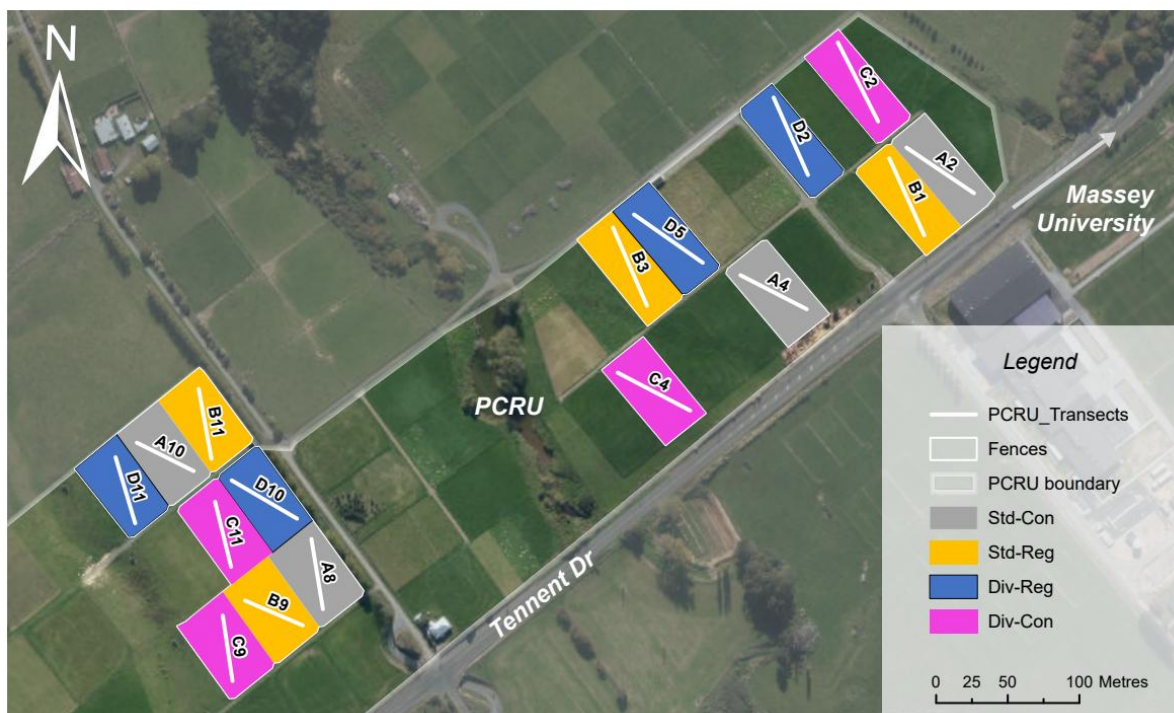 N
C2
D2
A2
B1
Massey
University
D5
B3
A4
C4
PCRU
B11
A10
D11
D10
C11
A8
B9
C9
Tennent Dr
Legend
PCRU_Transects
Fences
PCRU boundary
Std-Con
Std-Reg
Div-Reg
Div-Con
0 25 50 100 Metres